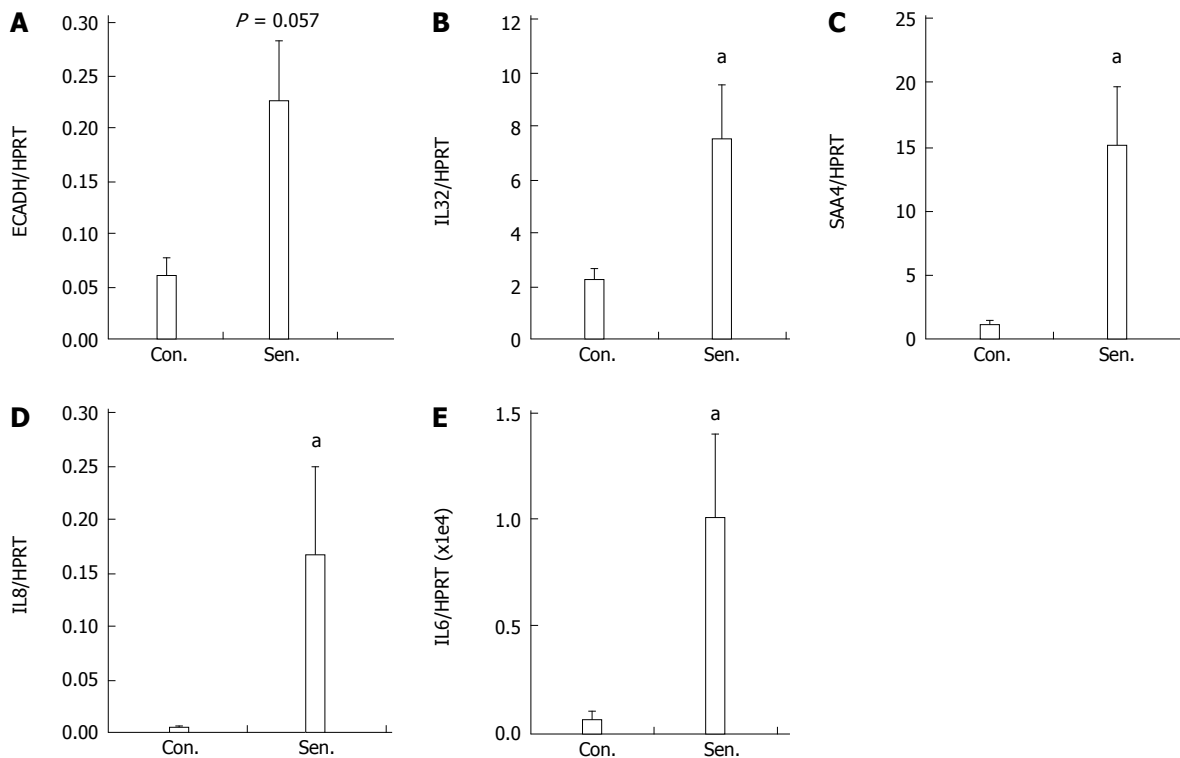 A
P = 0.057
0.30
0.25
0.20
0.15
0.10
0.05
0.00
ECADH/HPRT
Con.
Sen.
B
a
12
10
8
6
4
2
0
IL32/HPRT
Con.
Sen.
C
a
25
20
15
10
5
0
SAA4/HPRT
Con.
Sen.
D
a
0.30
0.25
0.20
0.15
0.10
0.05
0.00
IL8/HPRT
Con.
Sen.
E
a
1.5
1.0
0.5
0.0
IL6/HPRT (x1e4)
Con.
Sen.